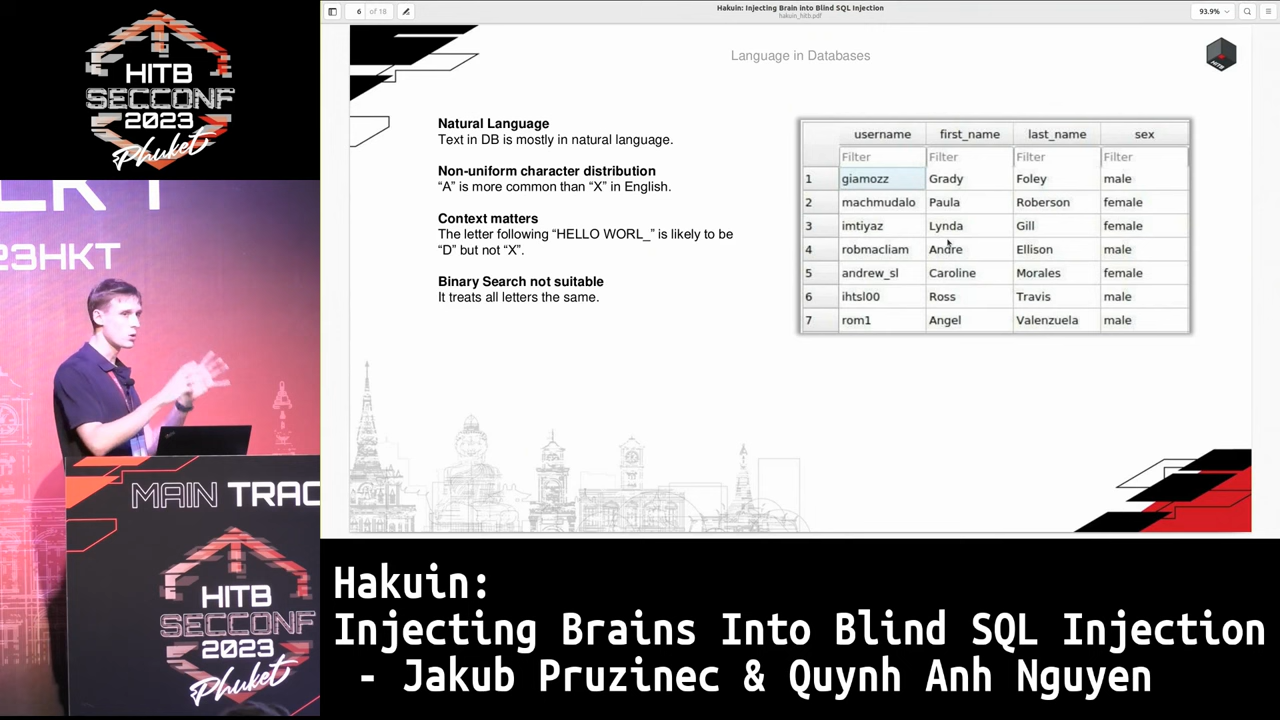 HITB
SECCONF
2023
Phuket
23HKT
MAIN TRAC
HITB
SECCONF
2023
Phuket
6 of 18
Hakuin: Injecting Brain into Blind SQL Injection
hakuin_hitb.pdf
93.9%
Language in Databases
HITB
Natural Language
Text in DB is mostly in natural language.
Non-uniform character distribution
“A” is more common than “X” in English.
Context matters
The letter following “HELLO WORL_” is likely to be
“D” but not “X”.
Binary Search not suitable
It treats all letters the same.
username first_name last_name sex
Filter Filter Filter Filter
1 giamozz Grady Foley male
2 machmudalo Paula Roberson female
3 imtiyaz Lynda Gill female
4 robmacliam Andre Ellison male
5 andrew_sl Caroline Morales female
6 ihtsl00 Ross Travis male
7 rom1 Angel Valenzuela male
Hakuin:
Injecting Brains Into Blind SQL Injection
- Jakub Pruzinec & Quynh Anh Nguyen